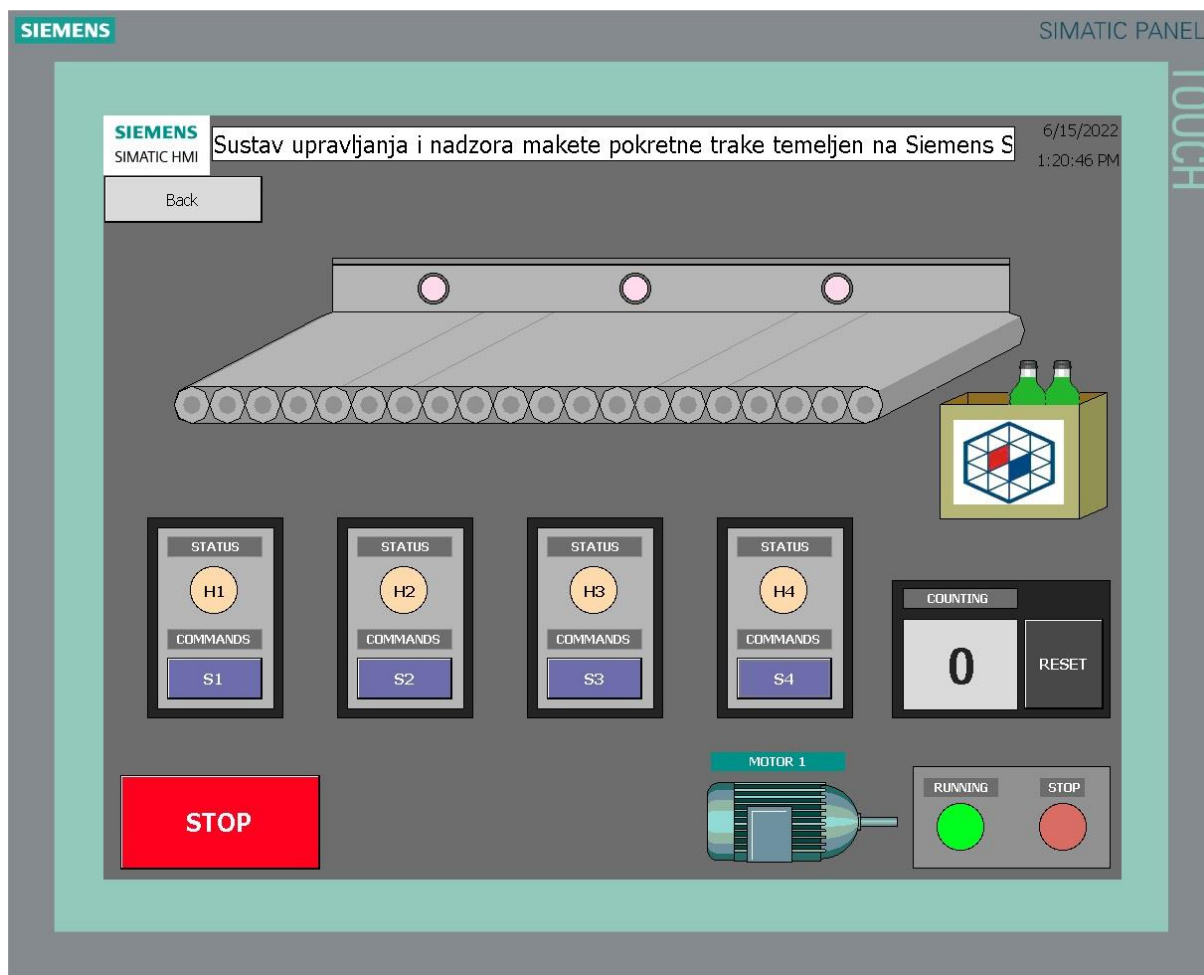 SIEMENS
SIMATIC PANEL
TOUCH
SIEMENS
SIMATIC HMI
Sustav upravljanja i nadzora makete pokretne trake temeljen na Siemens S
6/15/2022
1:20:46 PM
Back
STATUS
H1
COMMANDS
S1
STATUS
H2
COMMANDS
S2
STATUS
H3
COMMANDS
S3
STATUS
H4
COMMANDS
S4
COUNTING
0
RESET
STOP
MOTOR 1
RUNNING
STOP